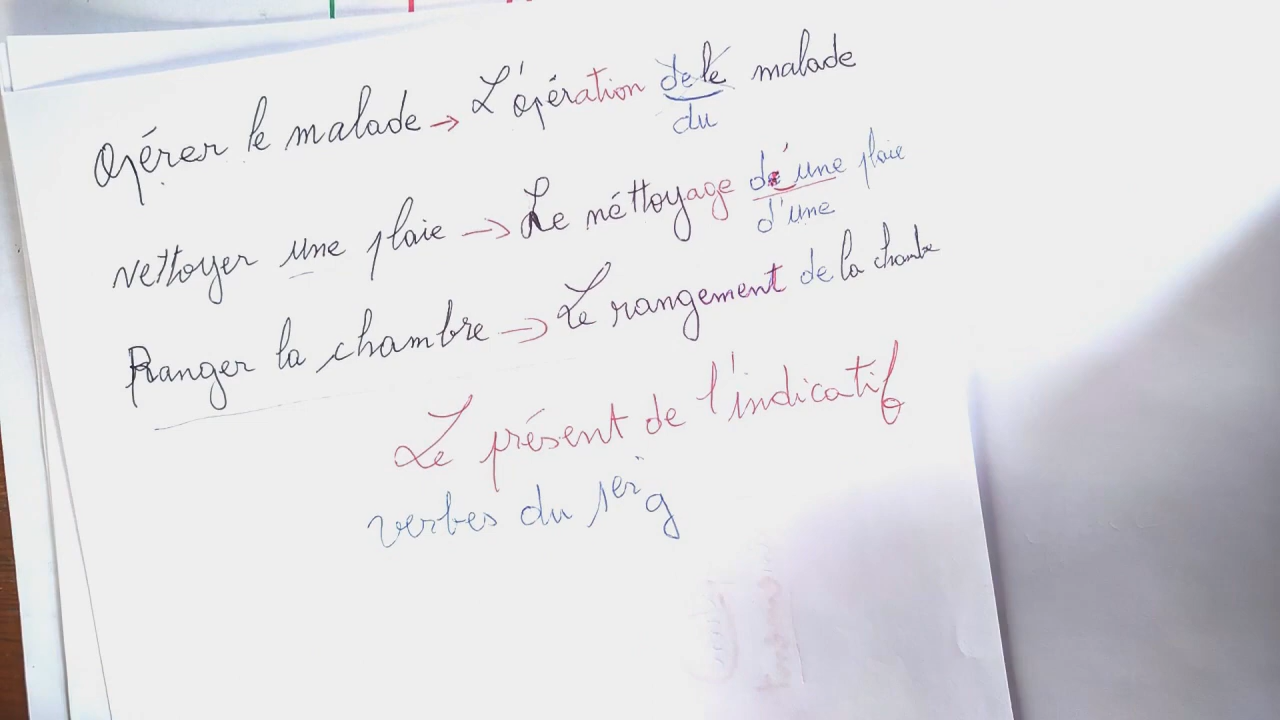 Opérer le malade → L'opération de le malade
du
Nettoyer une plaie → Le néttoyage de une plaie
d'une
Ranger la chambre → Le rangement de la chambe
Le présent de l'indicatif
verbes du 1er g